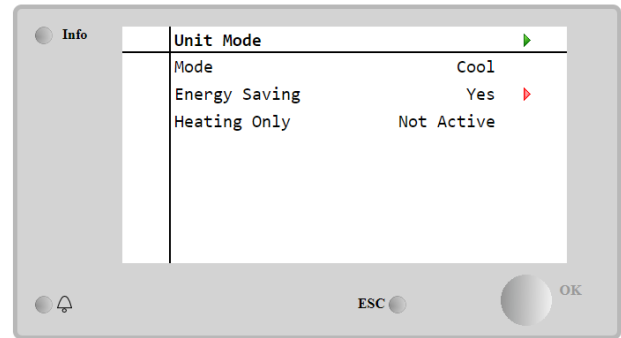 Info
Unit Mode
Mode Cool
Energy Saving Yes
Heating Only Not Active
ESC
OK